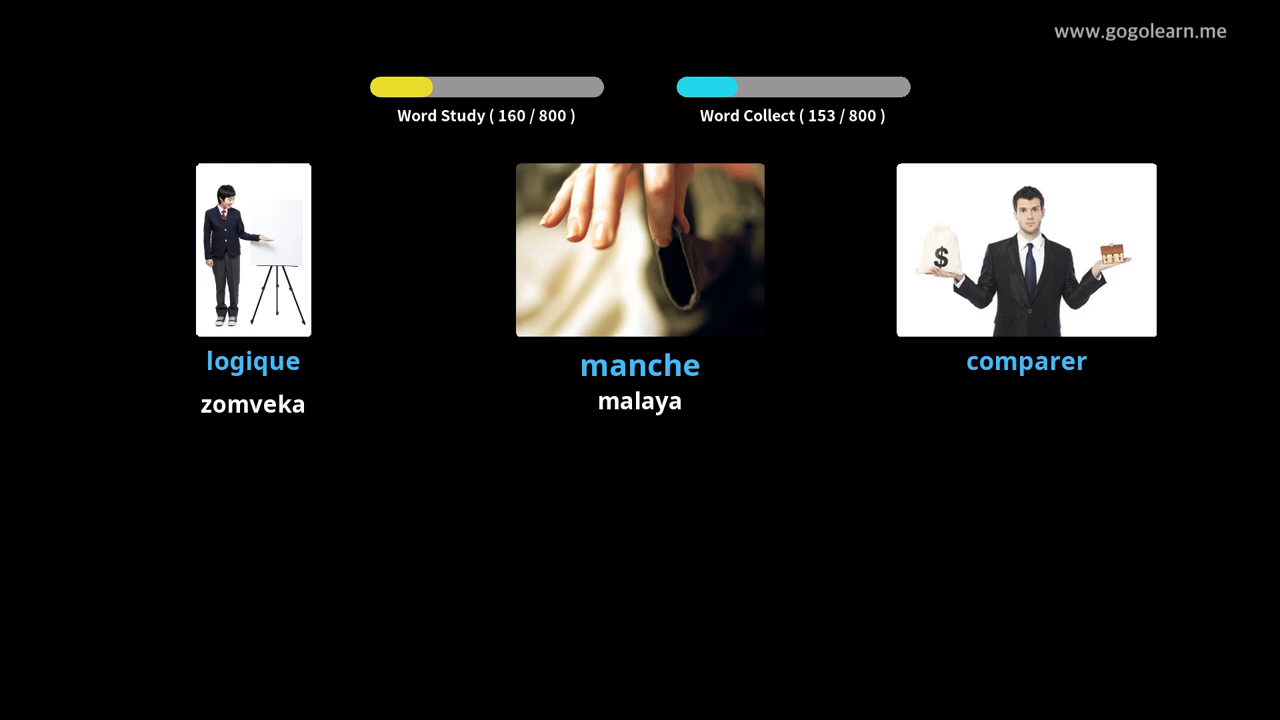 www.gogolearn.me
Word Study ( 160 / 800 )
Word Collect ( 153 / 800 )
$
logique
manche
comparer
zomveka
malaya